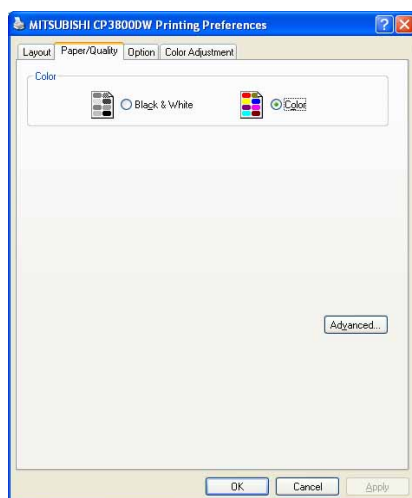 MITSUBISHI CP3800DW Printing Preferences
Layout Paper/Quality Option Color Adjustment
Color
Black & White Color
Advanced...
OK Cancel Apply